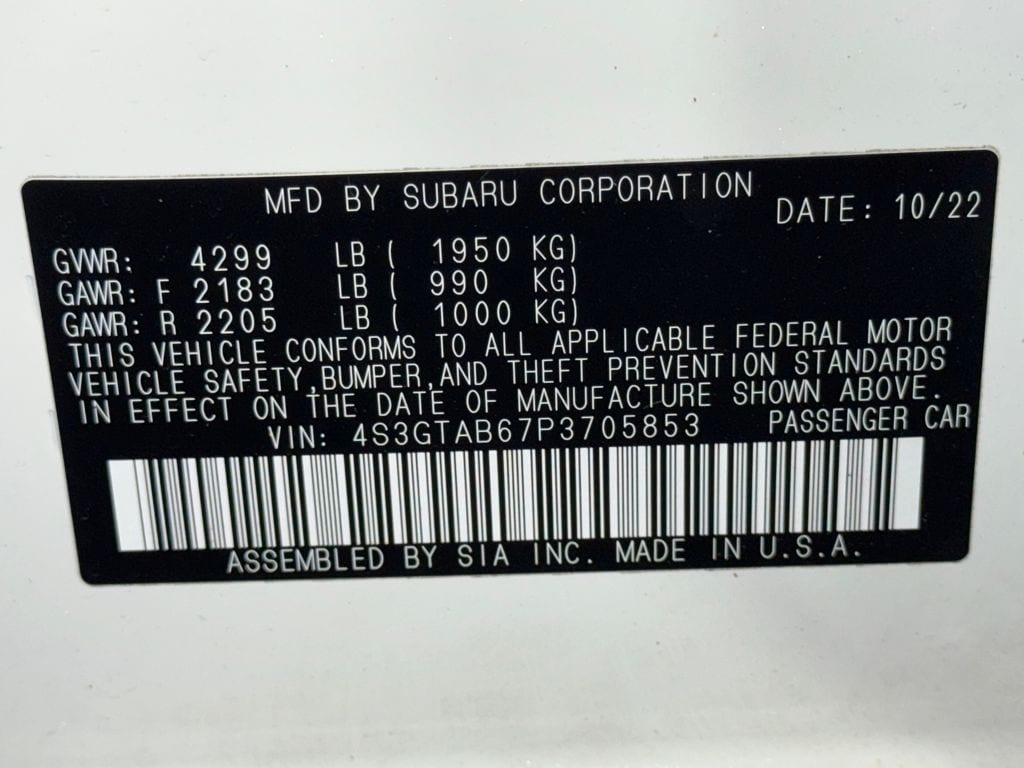 MFD BY SUBARU CORPORATION DATE: 10/22
GVWR: 4299 LB ( 1950 KG)
GAWR: F 2183 LB ( 990 KG)
GAWR: R 2205 LB ( 1000 KG)
THIS VEHICLE CONFORMS TO ALL APPLICABLE FEDERAL MOTOR
VEHICLE SAFETY,BUMPER,AND THEFT PREVENTION STANDARDS
IN EFFECT ON THE DATE OF MANUFACTURE SHOWN ABOVE.
VIN: 4S3GTAB67P3705853 PASSENGER CAR
ASSEMBLED BY SIA INC. MADE IN U.S.A.